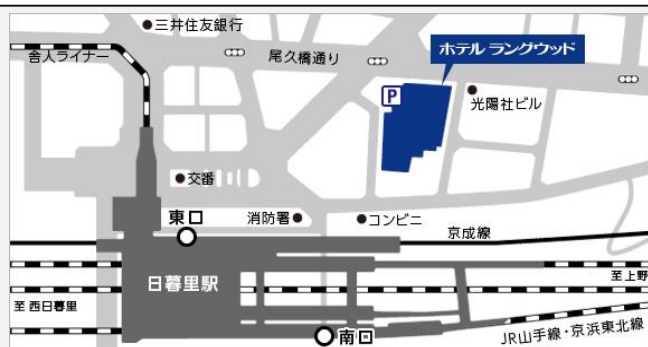 三井住友銀行
舎人ライナー
尾久橋通り
ホテル ラングウッド
P
光陽社ビル
交番
東口
消防署
コンビニ
京成線
日暮里駅
至上野
至 西日暮里
南口
JR山手線・京浜東北線